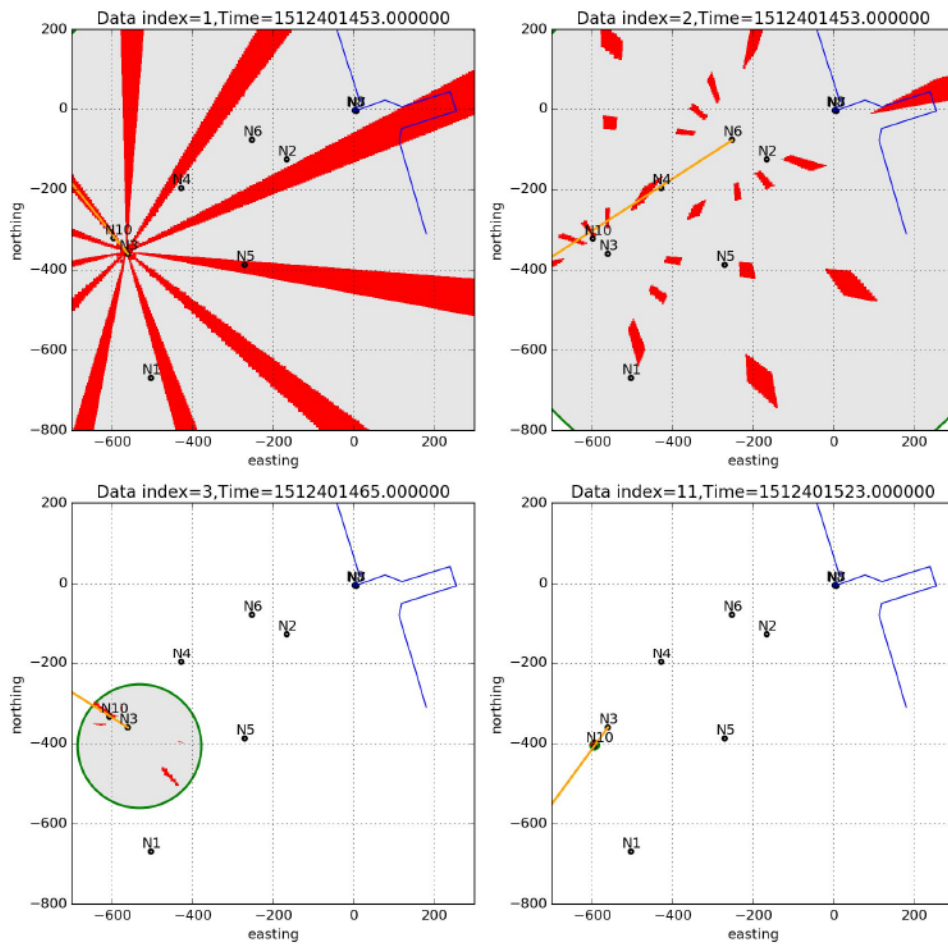 Data index=1,Time=1512401453.000000
200
0
−200
−400
−600
−800
northing
N6
N2
N4
N10
N3
N5
N1
−600 −400 −200 0 200
easting
Data index=2,Time=1512401453.000000
200
0
−200
−400
−600
−800
northing
N6
N2
N4
N10
N3
N5
N1
−600 −400 −200 0 200
easting
Data index=3,Time=1512401465.000000
200
0
−200
−400
−600
−800
northing
N6
N2
N4
N10
N3
N5
N1
−600 −400 −200 0 200
easting
Data index=11,Time=1512401523.000000
200
0
−200
−400
−600
−800
northing
N6
N2
N4
N3
N10
N5
N1
−600 −400 −200 0 200
easting